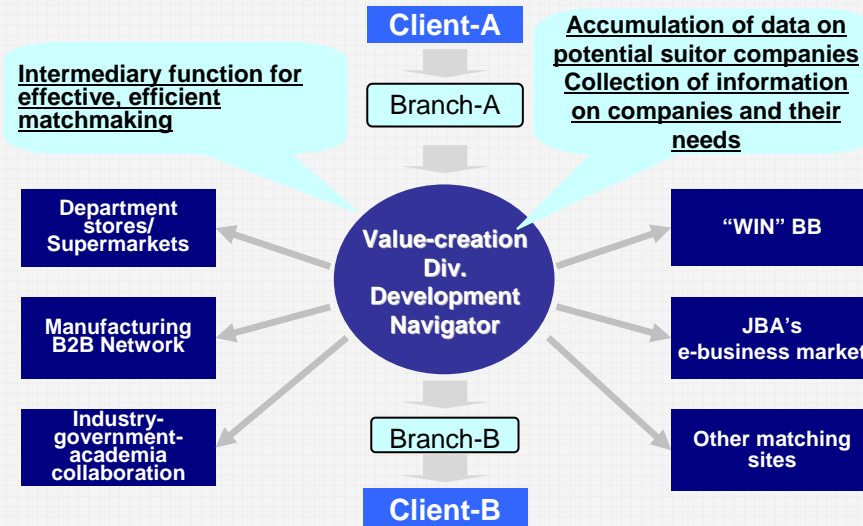 Client-A
Accumulation of data on
potential suitor companies
Collection of information
on companies and their
needs
Intermediary function for
effective, efficient
matchmaking
Branch-A
Department
stores/
Supermarkets
Value-creation
Div.
Development
Navigator
“WIN” BB
Manufacturing
B2B Network
JBA’s
e-business market
Industry-
government-
academia
collaboration
Branch-B
Other matching
sites
Client-B